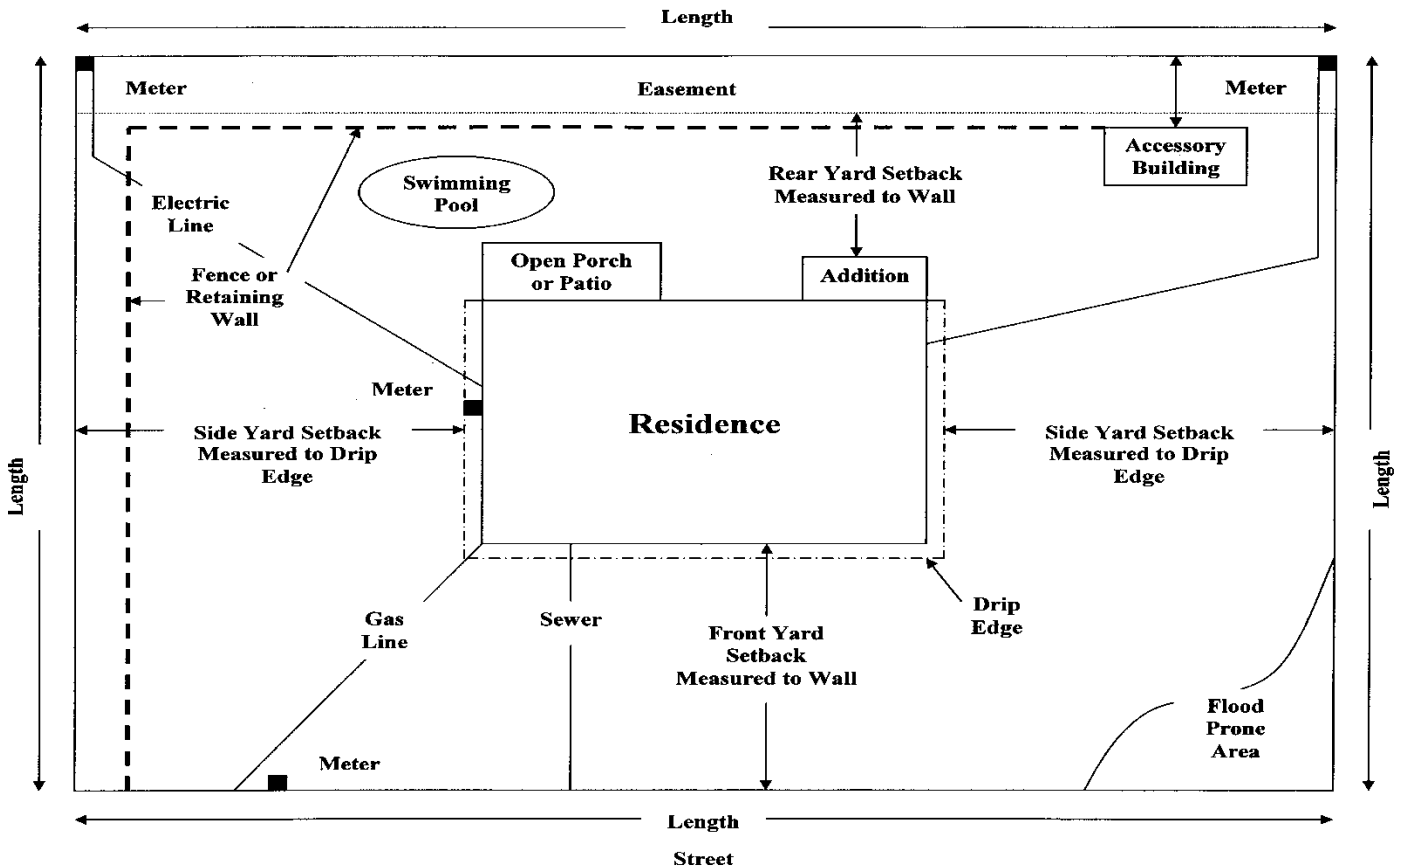 Length
Meter
Easement
Meter
Accessory
Building
Rear Yard Setback
Measured to Wall
Swimming
Pool
Electric
Line
Open Porch
or Patio
Addition
Fence or
Retaining
Wall
Meter
Residence
Side Yard Setback
Measured to Drip
Edge
Side Yard Setback
Measured to Drip
Edge
Length
Length
Gas
Line
Sewer
Front Yard
Setback
Measured to Wall
Drip
Edge
Flood
Prone
Area
Meter
Length
Street